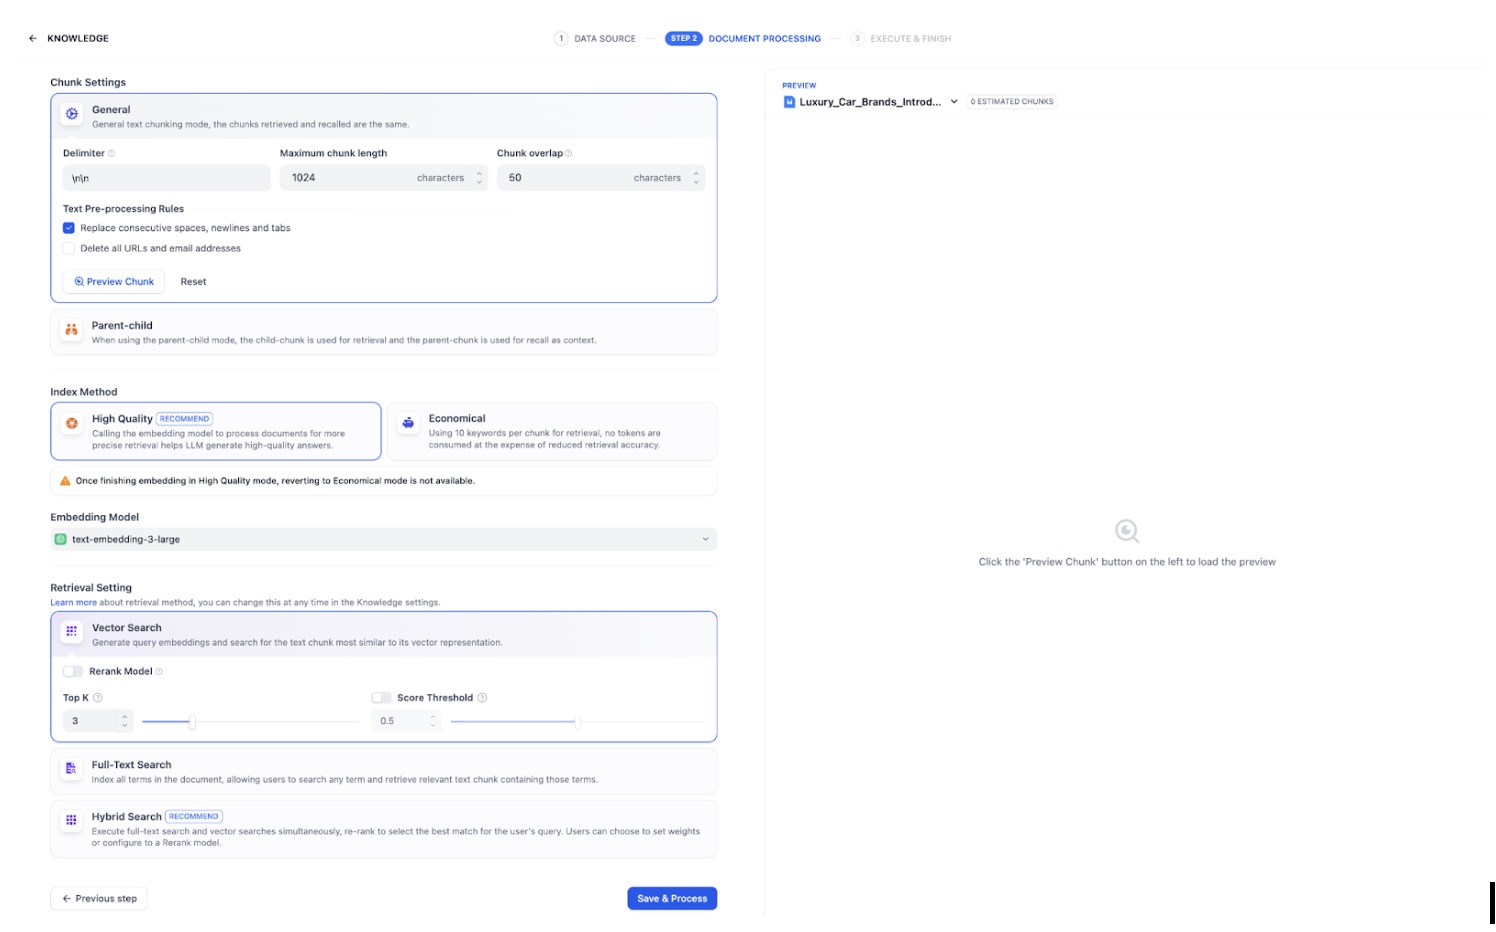 KNOWLEDGE
1 DATA SOURCE
STEP 2 DOCUMENT PROCESSING
3 EXECUTE & FINISH
Chunk Settings
General
General text chunking mode, the chunks retrieved and recalled are the same.
Delimiter
Maximum chunk length
Chunk overlap
\n\n
1024 characters
50 characters
Text Pre-processing Rules
Replace consecutive spaces, newlines and tabs
Delete all URLs and email addresses
Preview Chunk
Reset
Parent-child
When using the parent-child mode, the child-chunk is used for retrieval and the parent-chunk is used for recall as context.
Index Method
High Quality RECOMMEND
Calling the embedding model to process documents for more
precise retrieval helps LLM generate high-quality answers.
Economical
Using 10 keywords per chunk for retrieval, no tokens are
consumed at the expense of reduced retrieval accuracy.
Once finishing embedding in High Quality mode, reverting to Economical mode is not available.
Embedding Model
text-embedding-3-large
Retrieval Setting
Learn more about retrieval method, you can change this at any time in the Knowledge settings.
Vector Search
Generate query embeddings and search for the text chunk most similar to its vector representation.
Rerank Model
Top K
Score Threshold
3
0.5
Full-Text Search
Index all terms in the document, allowing users to search any term and retrieve relevant text chunk containing those terms.
Hybrid Search RECOMMEND
Execute full-text search and vector searches simultaneously, re-rank to select the best match for the user's query. Users can choose to set weights
or configure to a Rerank model.
Previous step
Save & Process
PREVIEW
Luxury_Car_Brands_Introd... 0 ESTIMATED CHUNKS
Click the 'Preview Chunk' button on the left to load the preview